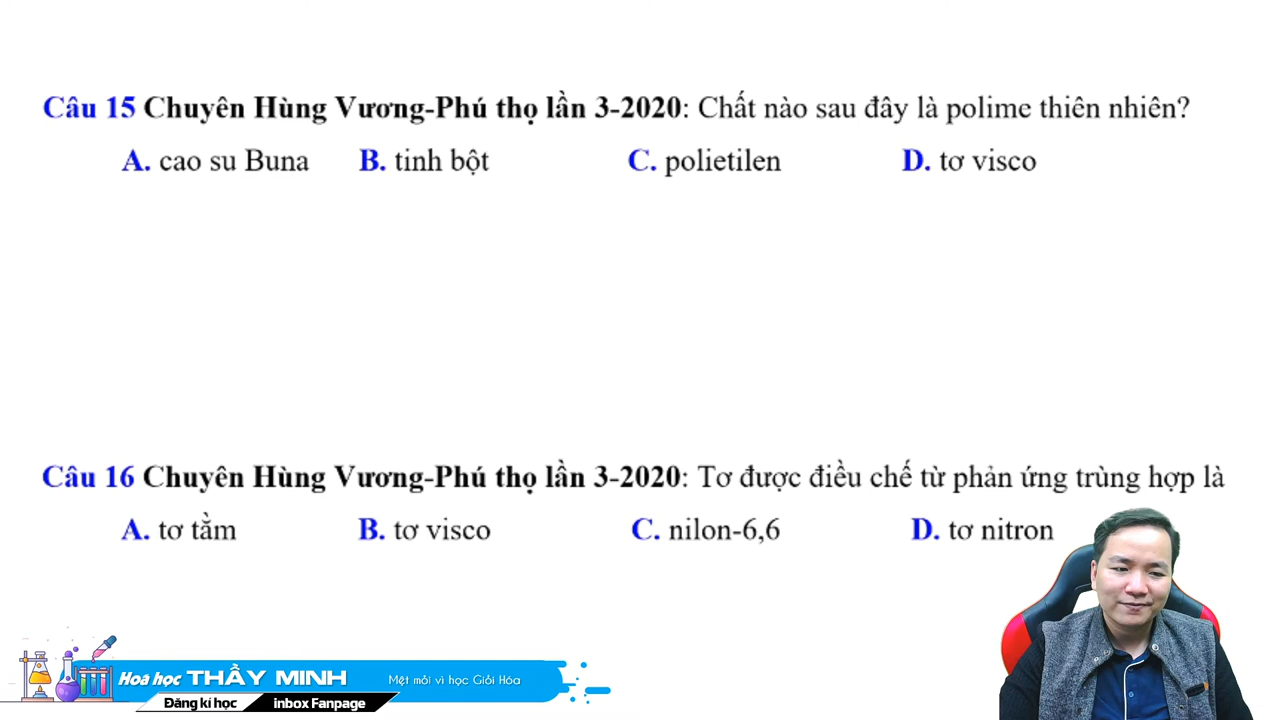 Câu 15 Chuyên Hùng Vương-Phú thọ lần 3-2020: Chất nào sau đây là polime thiên nhiên?
A. cao su Buna B. tinh bột C. polietilen D. tơ visco
Câu 16 Chuyên Hùng Vương-Phú thọ lần 3-2020: Tơ được điều chế từ phản ứng trùng hợp là
A. tơ tằm B. tơ visco C. nilon-6,6 D. tơ nitron
Hoá học THẦY MINH Mệt mỏi vì học Giỏi Hóa
Đăng kí học inbox Fanpage